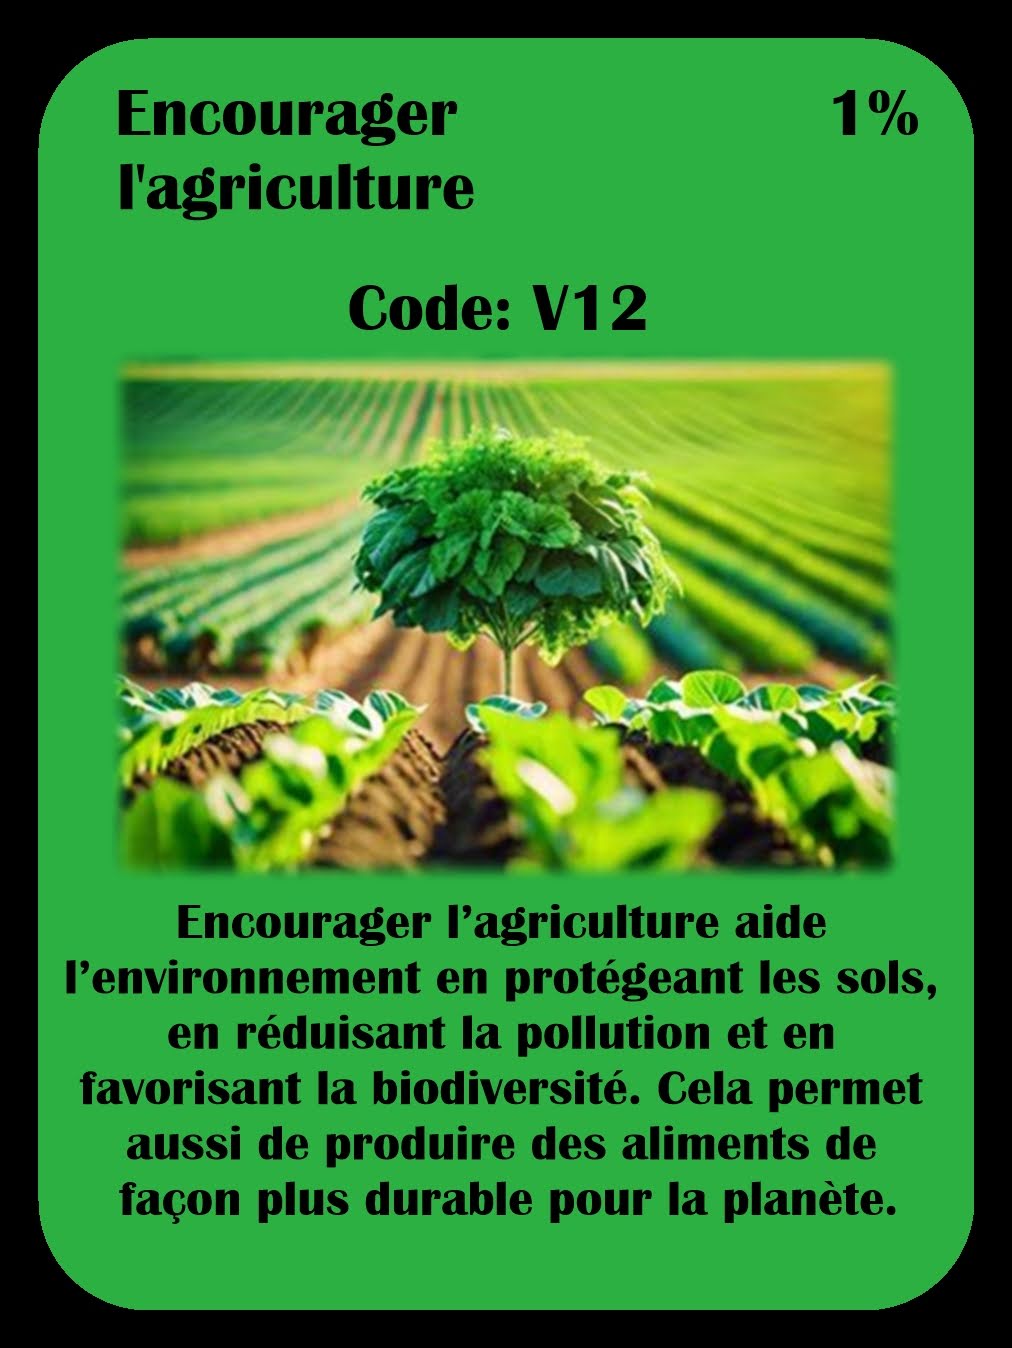 Encourager
l'agriculture
1%
Code: V12
Encourager l’agriculture aide
l’environnement en protégeant les sols,
en réduisant la pollution et en
favorisant la biodiversité. Cela permet
aussi de produire des aliments de
façon plus durable pour la planète.